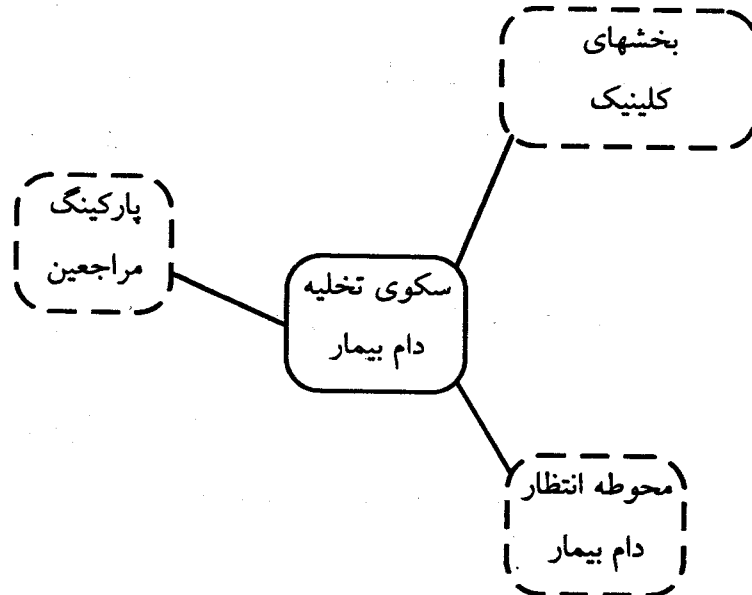 بخشهای
کلینیک
پارکینگ
مراجعین
سکوی تخلیه
دام بیمار
محوطه انتظار
دام بیمار